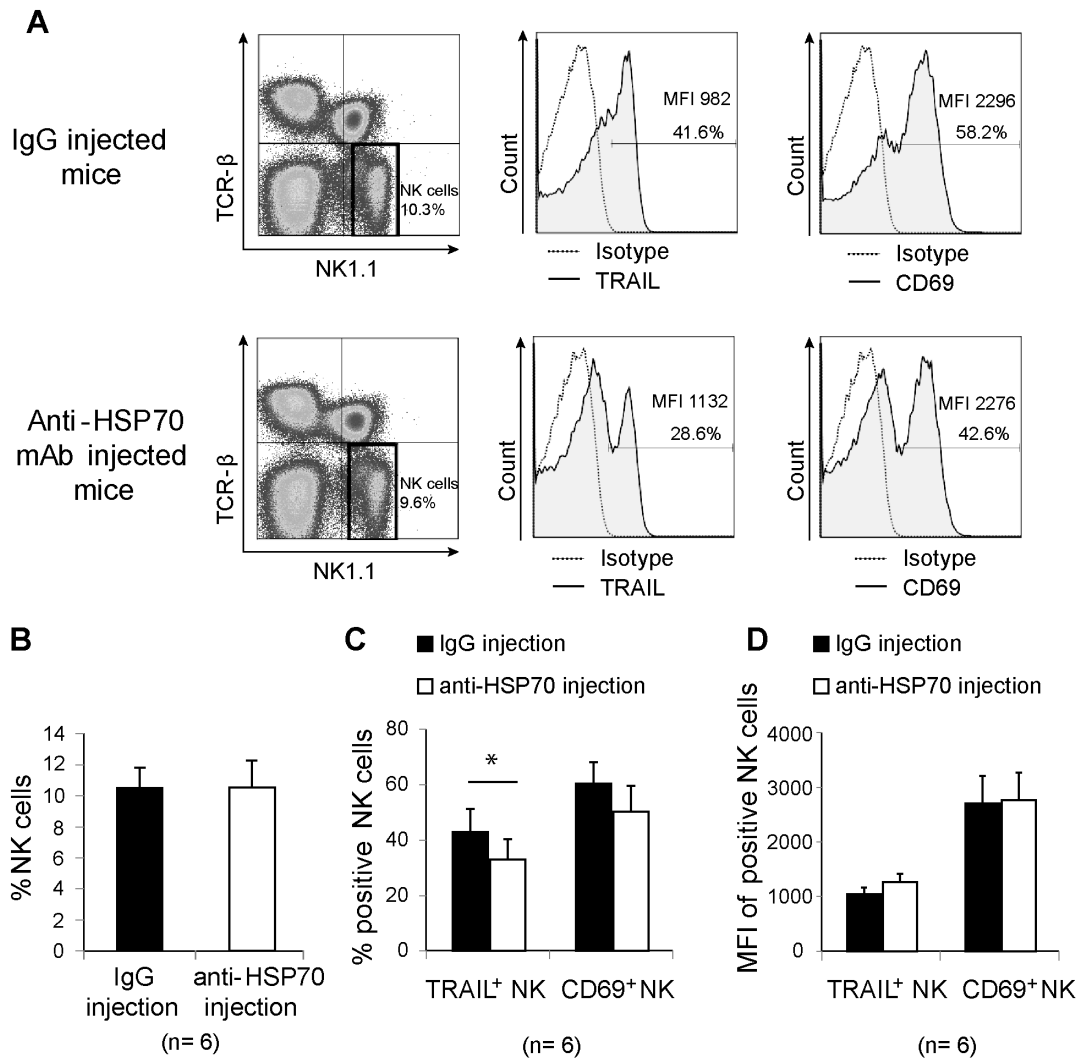 A
IgG injected
mice
TCR-β
NK1.1
NK cells
10.3%
Count
MFI 982
41.6%
Isotype
TRAIL
Count
MFI 2296
58.2%
Isotype
CD69
Anti-HSP70
mAb injected
mice
TCR-β
NK1.1
NK cells
9.6%
Count
MFI 1132
28.6%
Isotype
TRAIL
Count
MFI 2276
42.6%
Isotype
CD69
B
% NK cells
14
12
10
8
6
4
2
0
IgG
injection
anti-HSP70
injection
(n= 6)
C
IgG injection
anti-HSP70 injection
% positive NK cells
80
60
40
20
0
*
TRAIL+ NK
CD69+ NK
(n= 6)
D
IgG injection
anti-HSP70 injection
MFI of positive NK cells
4000
3000
2000
1000
0
TRAIL+ NK
CD69+ NK
(n= 6)